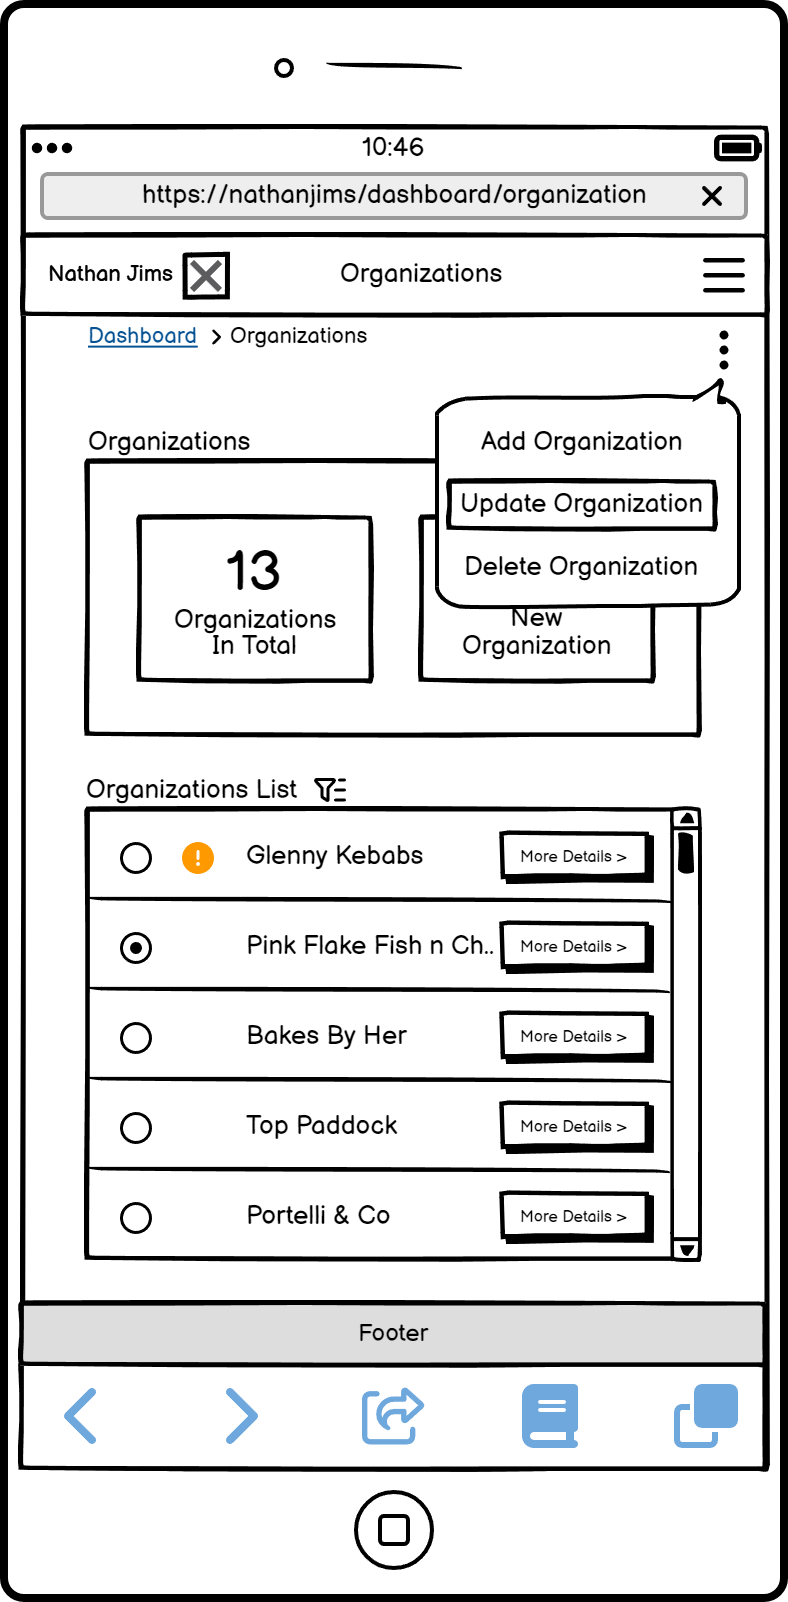 10:46
https://nathanjims/dashboard/organization
Nathan Jims
Organizations
Dashboard > Organizations
Add Organization
Update Organization
Delete Organization
Organizations
13
Organizations
In Total
New
Organization
Organizations List
Glenny Kebabs
More Details >
Pink Flake Fish n Ch..
More Details >
Bakes By Her
More Details >
Top Paddock
More Details >
Portelli & Co
More Details >
Footer